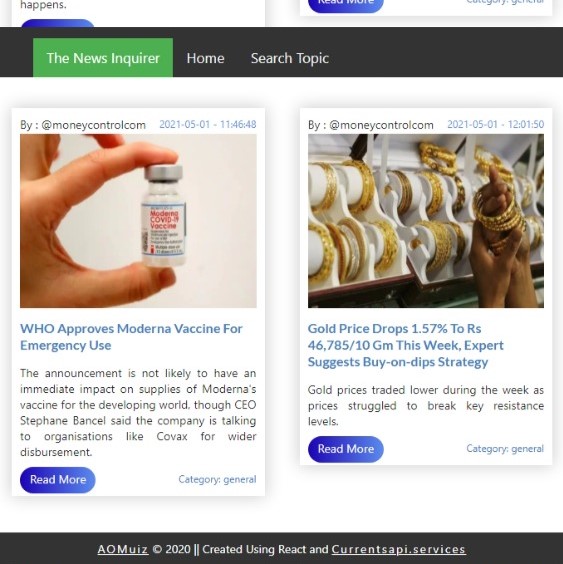 happens.
Read More
Category: general
The News Inquirer Home Search Topic
By : @moneycontrolcom 2021-05-01 - 11:46:48
Moderna
COVID-19
Vaccine
WHO Approves Moderna Vaccine For
Emergency Use
The announcement is not likely to have an
immediate impact on supplies of Moderna's
vaccine for the developing world, though CEO
Stephane Bancel said the company is talking
to organisations like Covax for wider
disbursement.
Read More Category: general
By : @moneycontrolcom 2021-05-01 - 12:01:50
Gold Price Drops 1.57% To Rs
46,785/10 Gm This Week, Expert
Suggests Buy-on-dips Strategy
Gold prices traded lower during the week as
prices struggled to break key resistance
levels.
Read More Category: general
AOMuiz © 2020 || Created Using React and Currentsapi.services